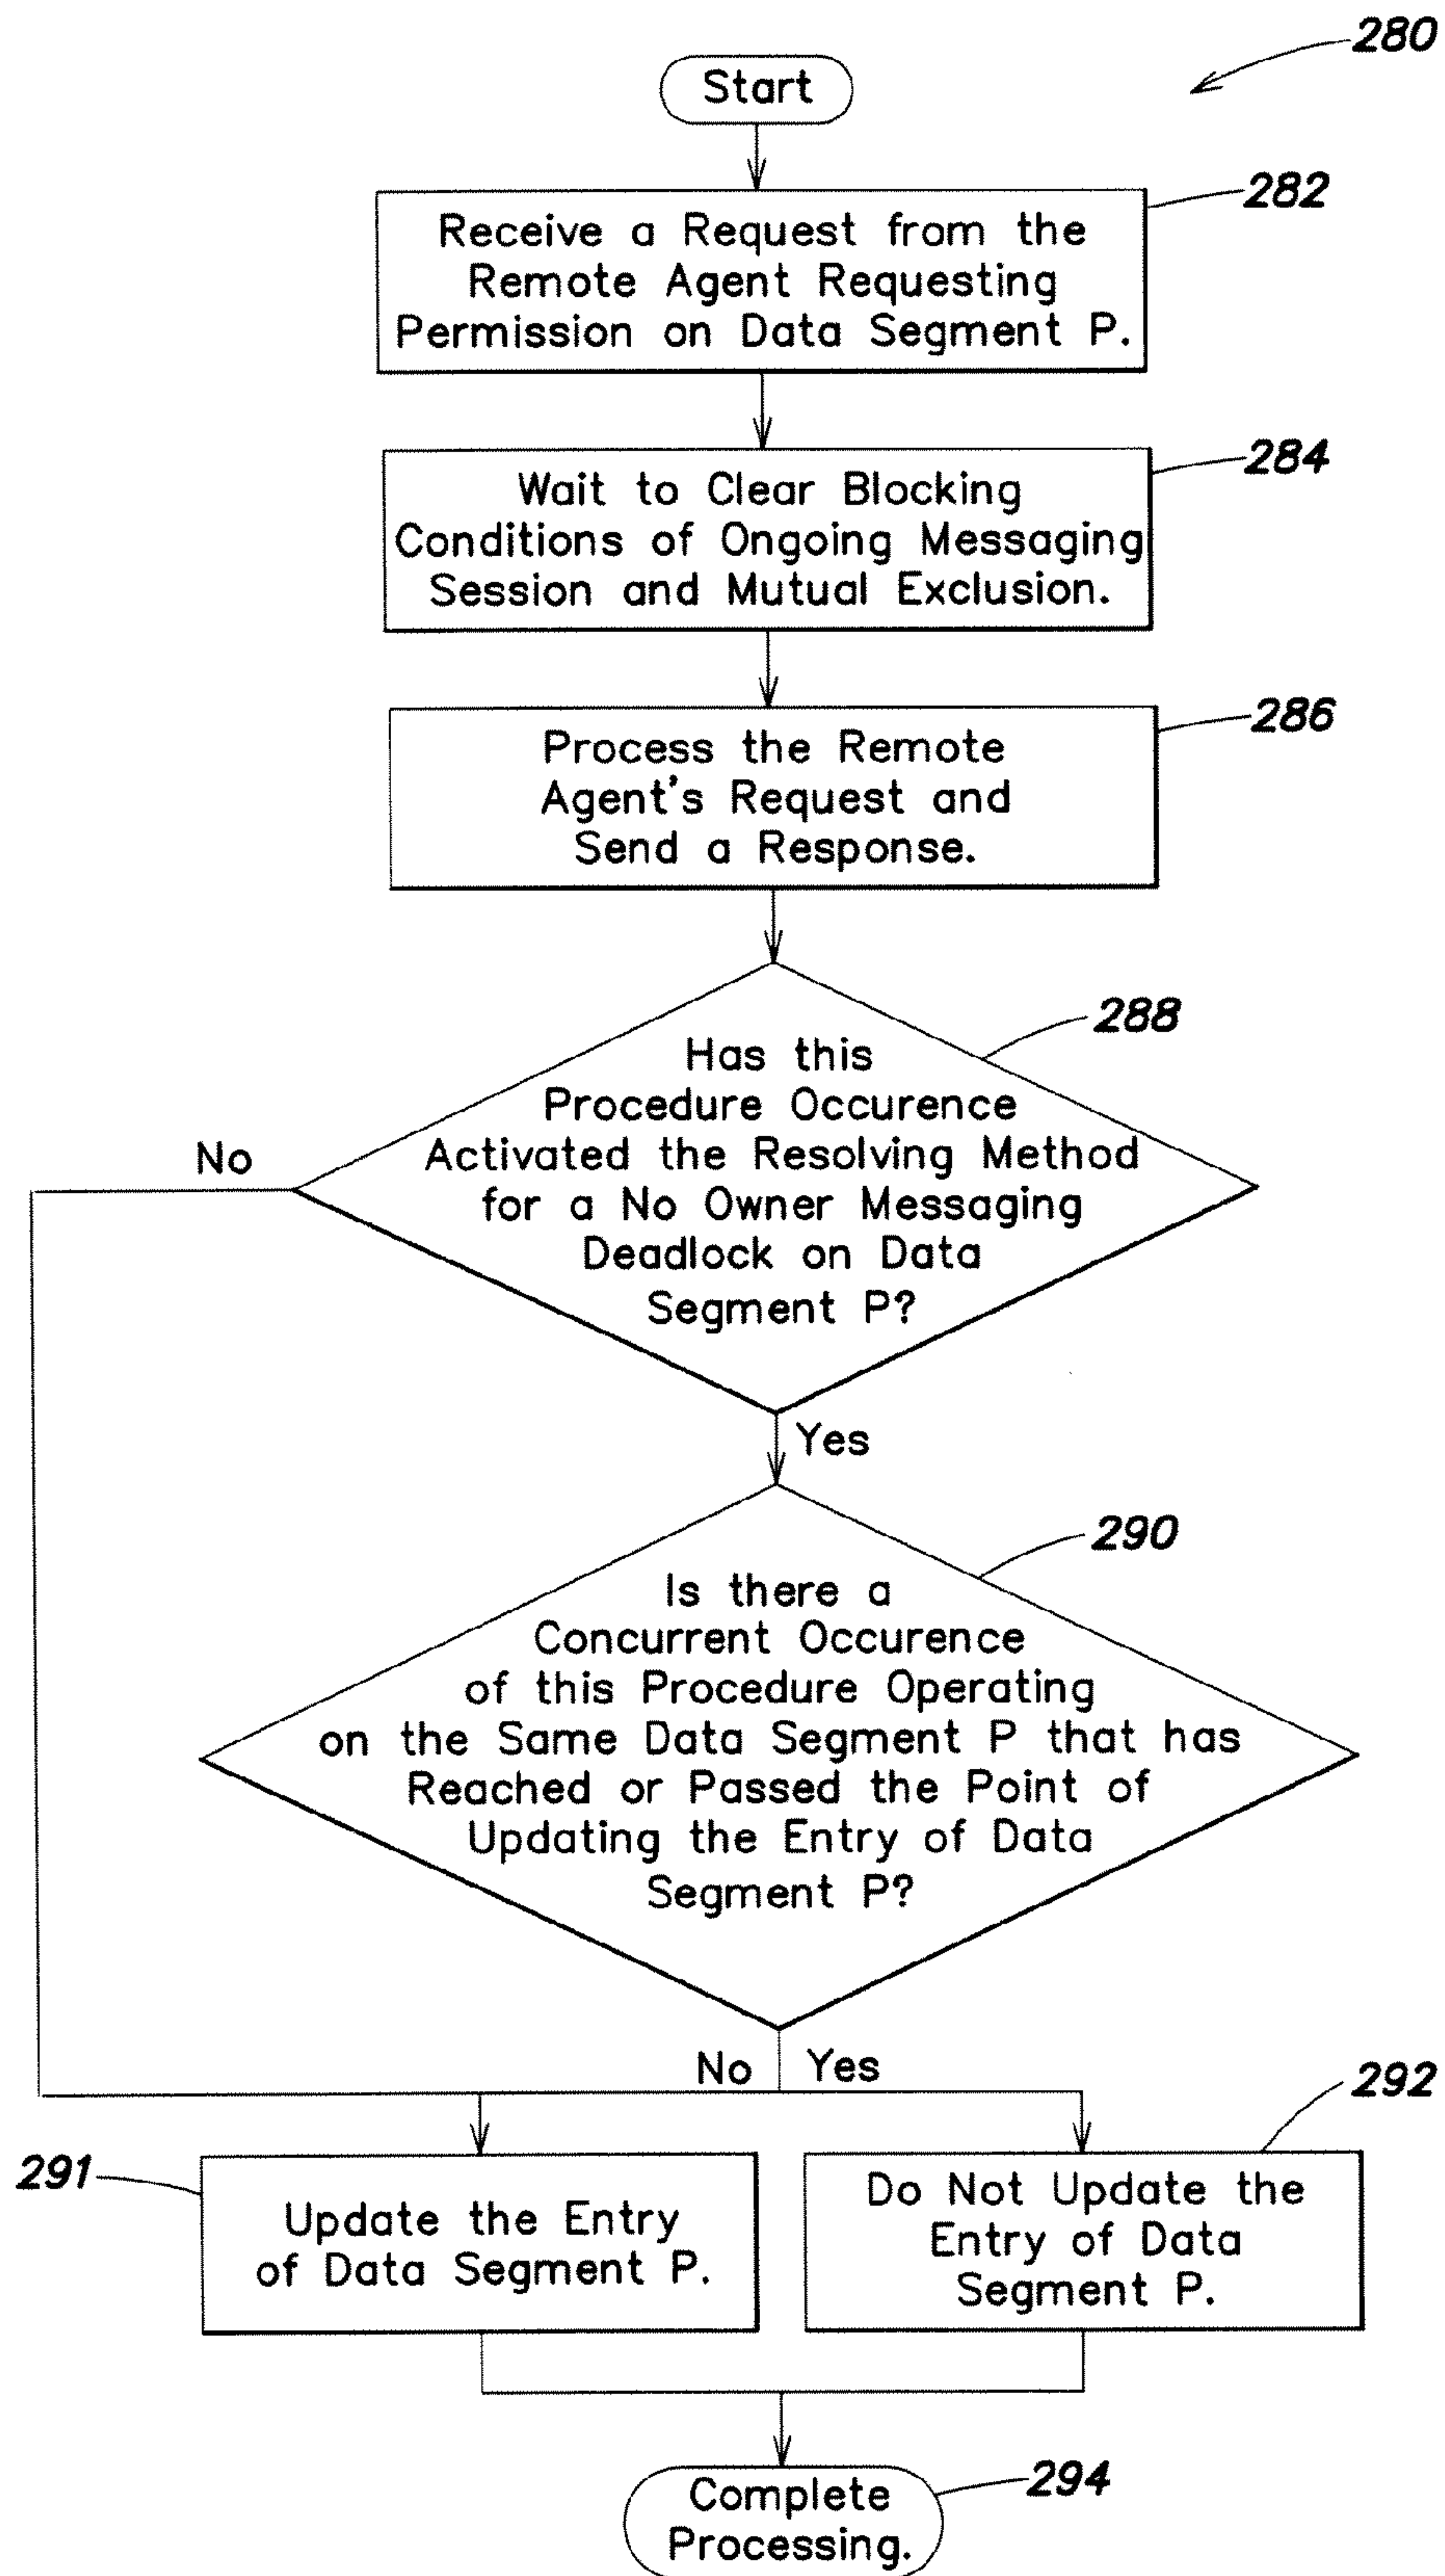 280
Start
282
Receive a Request from the
Remote Agent Requesting
Permission on Data Segment P.
284
Wait to Clear Blocking
Conditions of Ongoing Messaging
Session and Mutual Exclusion.
286
Process the Remote
Agent's Request and
Send a Response.
288
Has this
Procedure Occurence
Activated the Resolving Method
for a No Owner Messaging
Deadlock on Data
Segment P?
No
Yes
290
Is there a
Concurrent Occurence
of this Procedure Operating
on the Same Data Segment P that has
Reached or Passed the Point of
Updating the Entry of Data
Segment P?
No
Yes
291
Update the Entry
of Data Segment P.
292
Do Not Update the
Entry of Data
Segment P.
294
Complete
Processing.